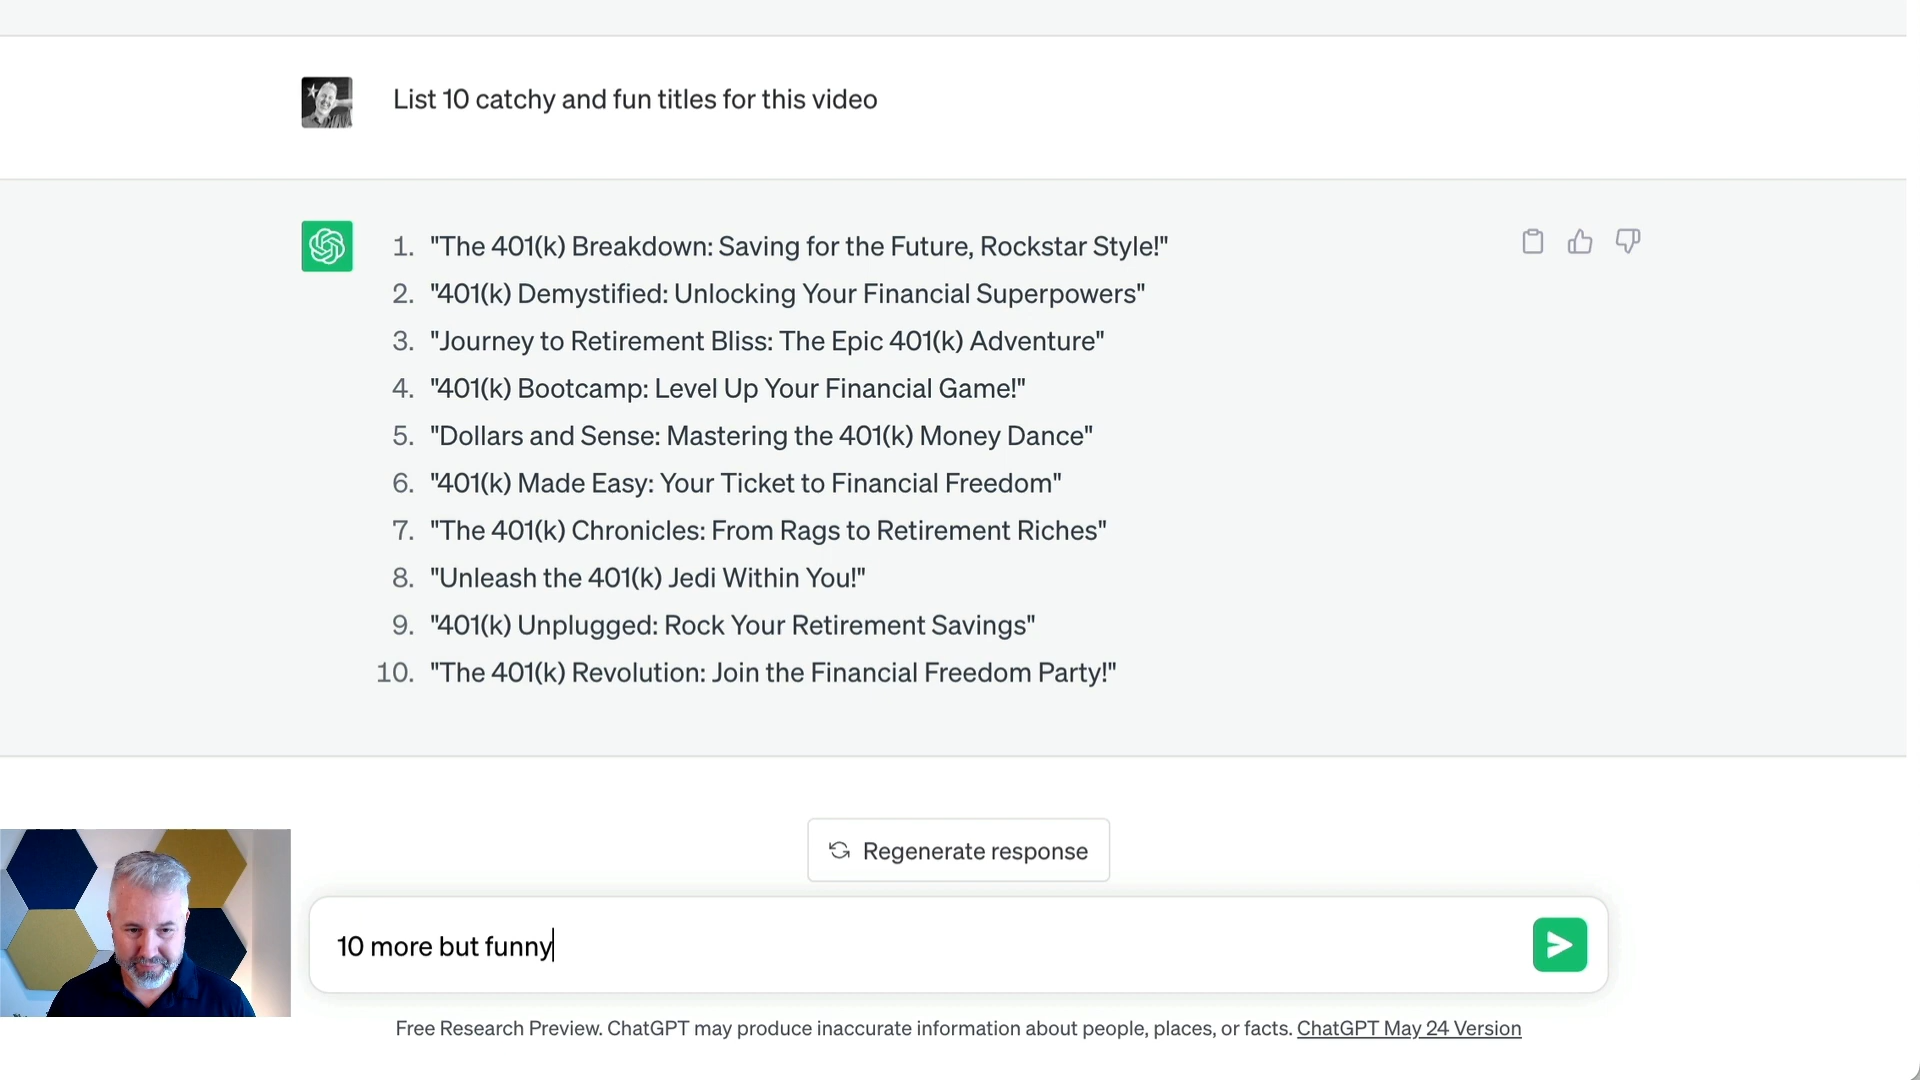 List 10 catchy and fun titles for this video
1. "The 401(k) Breakdown: Saving for the Future, Rockstar Style!"
2. "401(k) Demystified: Unlocking Your Financial Superpowers"
3. "Journey to Retirement Bliss: The Epic 401(k) Adventure"
4. "401(k) Bootcamp: Level Up Your Financial Game!"
5. "Dollars and Sense: Mastering the 401(k) Money Dance"
6. "401(k) Made Easy: Your Ticket to Financial Freedom"
7. "The 401(k) Chronicles: From Rags to Retirement Riches"
8. "Unleash the 401(k) Jedi Within You!"
9. "401(k) Unplugged: Rock Your Retirement Savings"
10. "The 401(k) Revolution: Join the Financial Freedom Party!"
Regenerate response
10 more but funny
Free Research Preview. ChatGPT may produce inaccurate information about people, places, or facts. ChatGPT May 24 Version